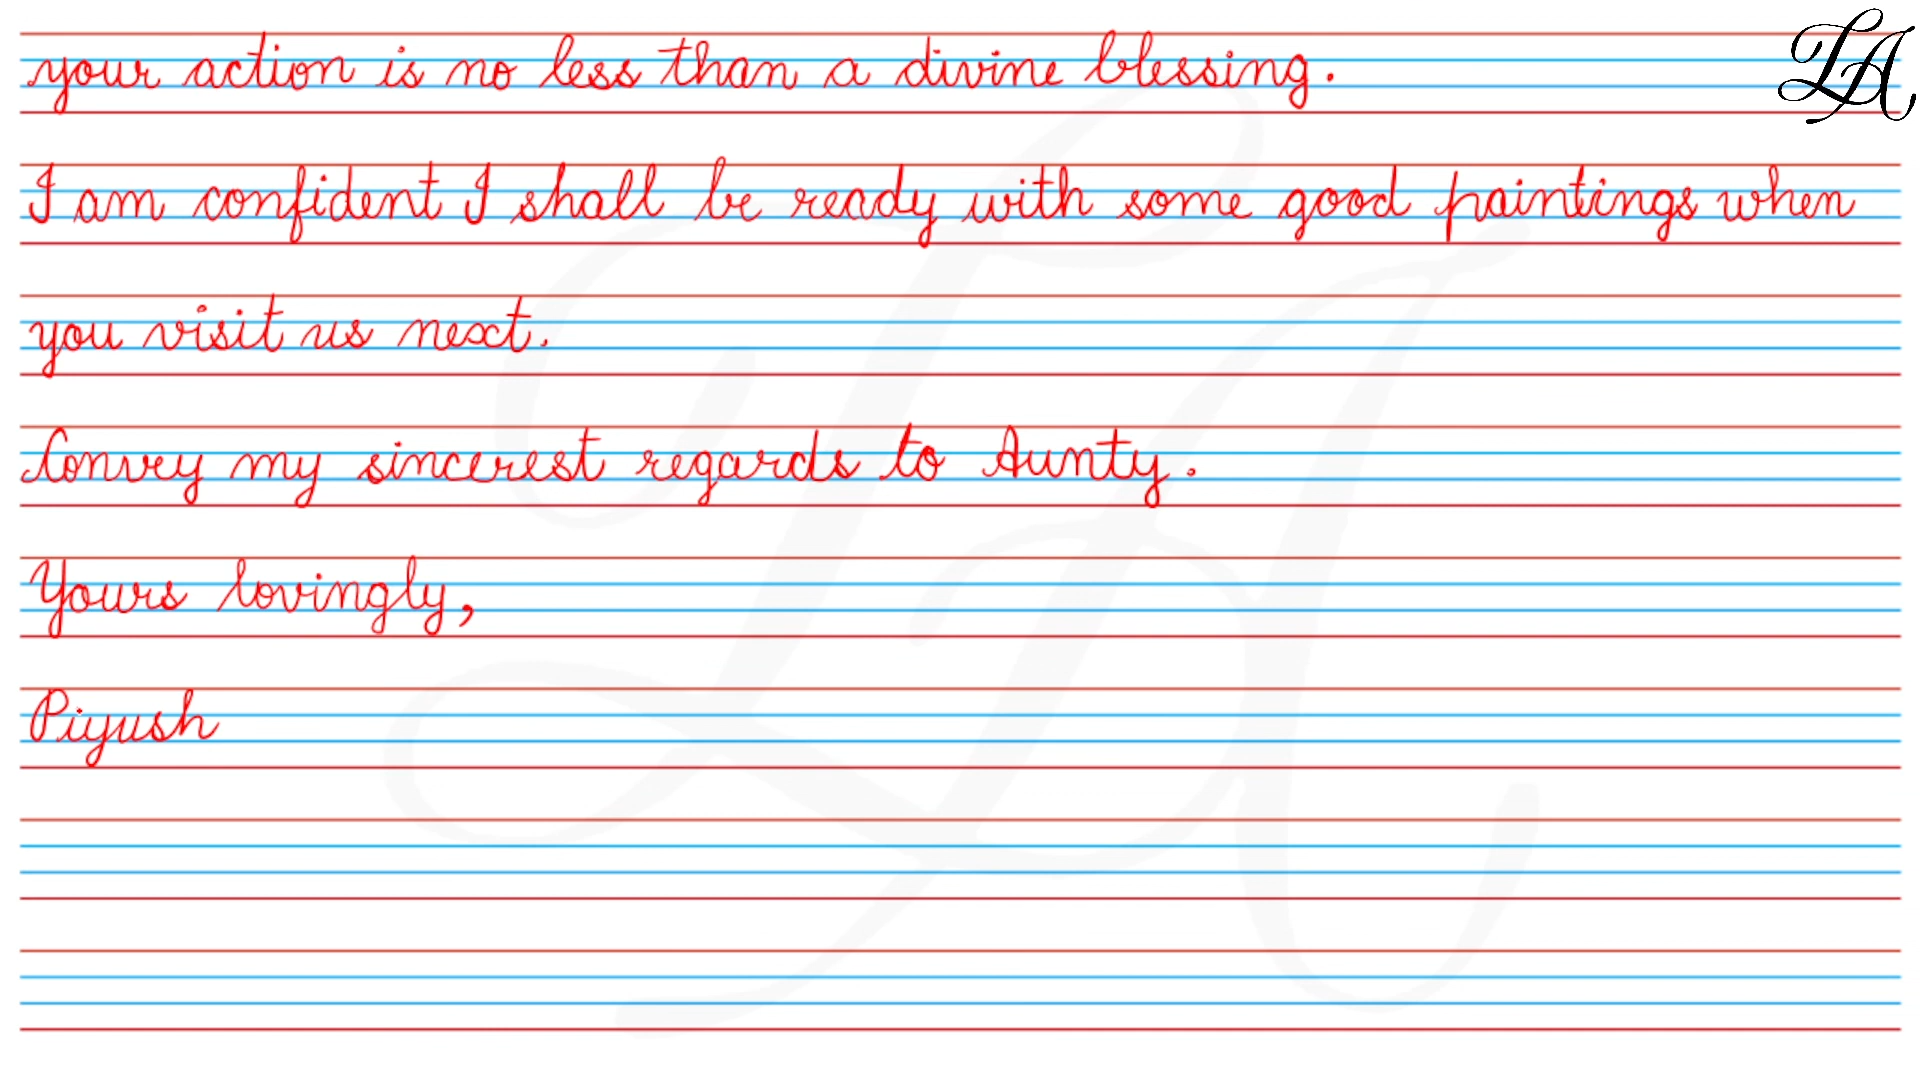 your action is no less than a divine blessing.
I am confident I shall be ready with some good paintings when
you visit us next.
Convey my sincerest regards to Aunty.
Yours lovingly,
Piyush
LA